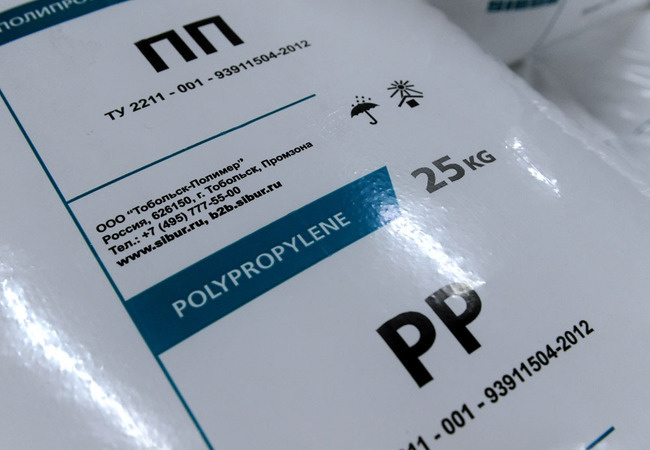 ПП
ТУ 2211 - 001 - 93911504-2012
ООО "Тобольск-Полимер"
Россия, 626150, г. Тобольск, Промзона
Тел.: +7 (495) 777-55-00
www.sibur.ru, b2b.sibur.ru
25 KG
POLYPROPYLENE
PP
- 001 - 93911504-2012